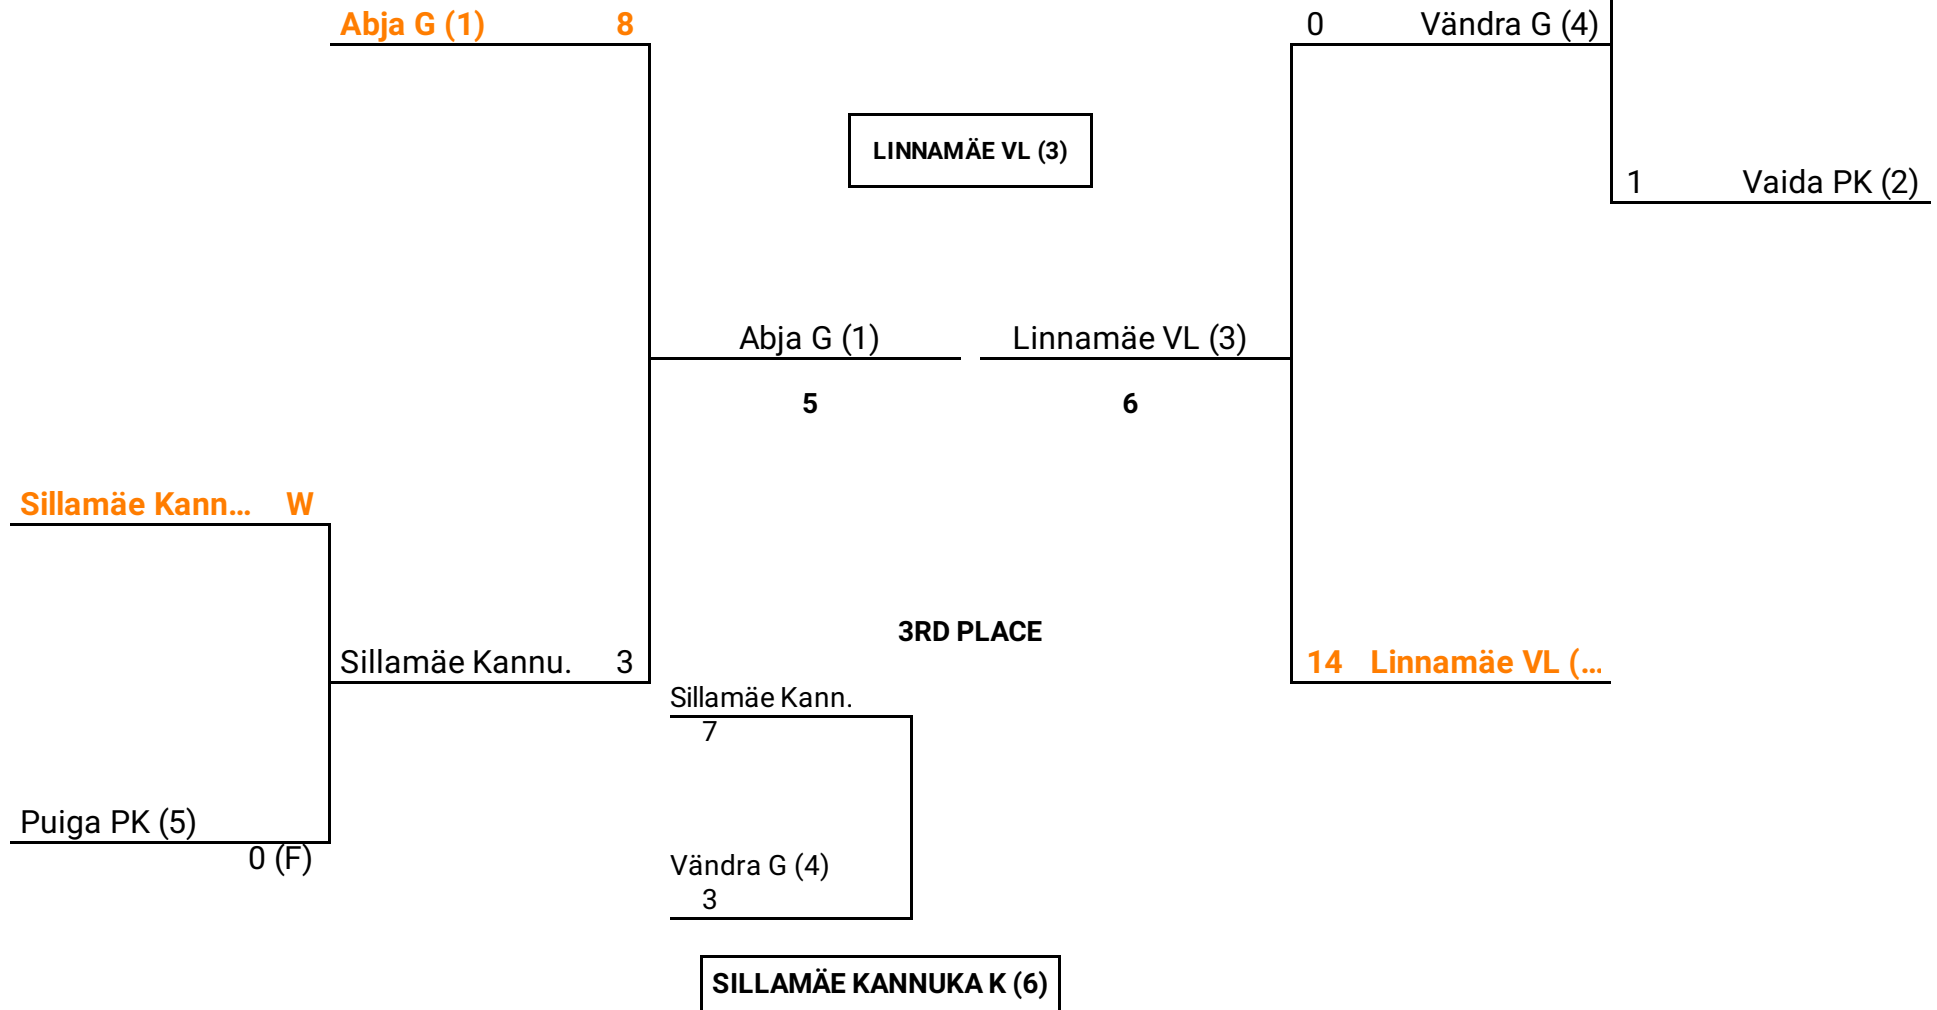 Abja G (1) 8
0 Vändra G (4)
LINNAMÄE VL (3)
1 Vaida PK (2)
Abja G (1)
Linnamäe VL (3)
5
6
Sillamäe Kann... W
3RD PLACE
Sillamäe Kannu. 3
14 Linnamäe VL (...
Sillamäe Kann.
7
Puiga PK (5)
0 (F)
Vändra G (4)
3
SILLAMÄE KANNUKA K (6)